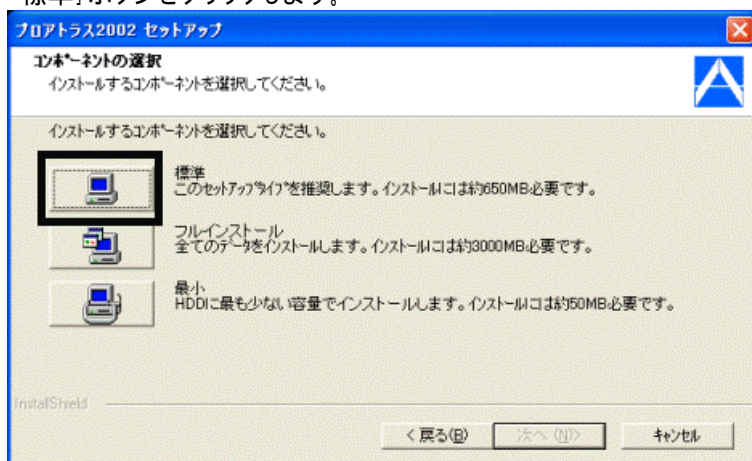 標準]ボタンをクリックします。
プロアトラス2002 セットアップ
コンポーネントの選択
インストールするコンポーネントを選択してください。
インストールするコンポーネントを選択してください。
標準
このセットアップタイプを推奨します。インストールには約650MB必要です。
フルインストール
全てのデータをインストールします。インストールには約3000MB必要です。
最小
HDDに最も少ない容量でインストールします。インストールには約50MB必要です。
InstallShield
< 戻る(B)
次へ (N)>
キャンセル